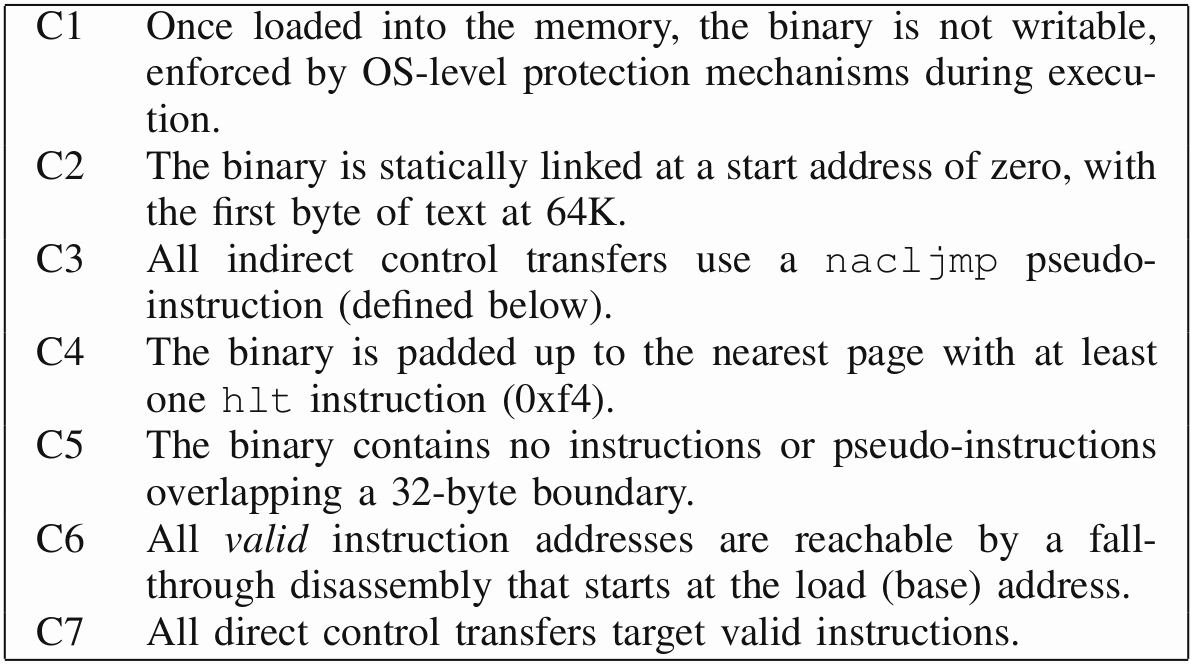 C1 Once loaded into the memory, the binary is not writable,
enforced by OS-level protection mechanisms during execu-
tion.
C2 The binary is statically linked at a start address of zero, with
the first byte of text at 64K.
C3 All indirect control transfers use a nacljmp pseudo-
instruction (defined below).
C4 The binary is padded up to the nearest page with at least
one hlt instruction (0xf4).
C5 The binary contains no instructions or pseudo-instructions
overlapping a 32-byte boundary.
C6 All valid instruction addresses are reachable by a fall-
through disassembly that starts at the load (base) address.
C7 All direct control transfers target valid instructions.